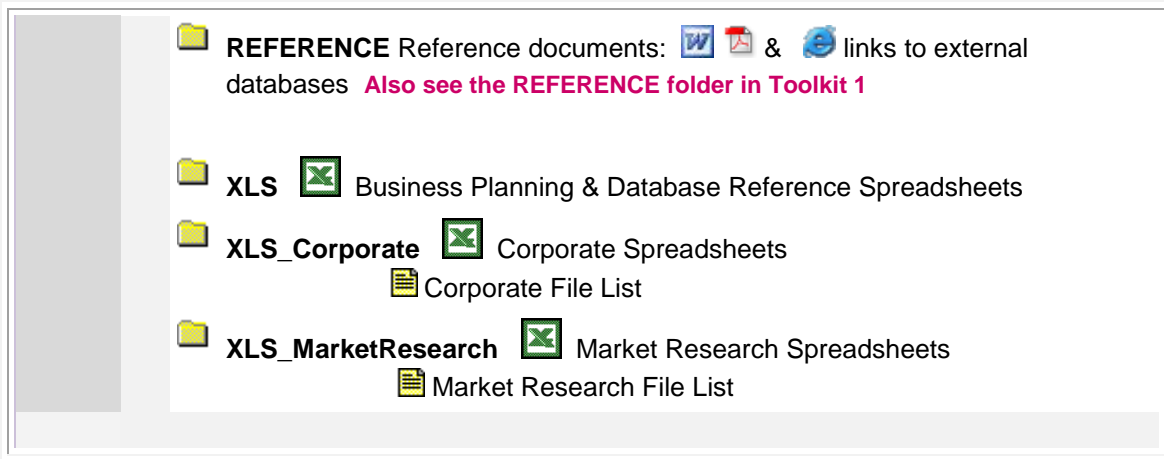 REFERENCE Reference documents: & links to external
databases Also see the REFERENCE folder in Toolkit 1
XLS Business Planning & Database Reference Spreadsheets
XLS_Corporate Corporate Spreadsheets
Corporate File List
XLS_MarketResearch Market Research Spreadsheets
Market Research File List